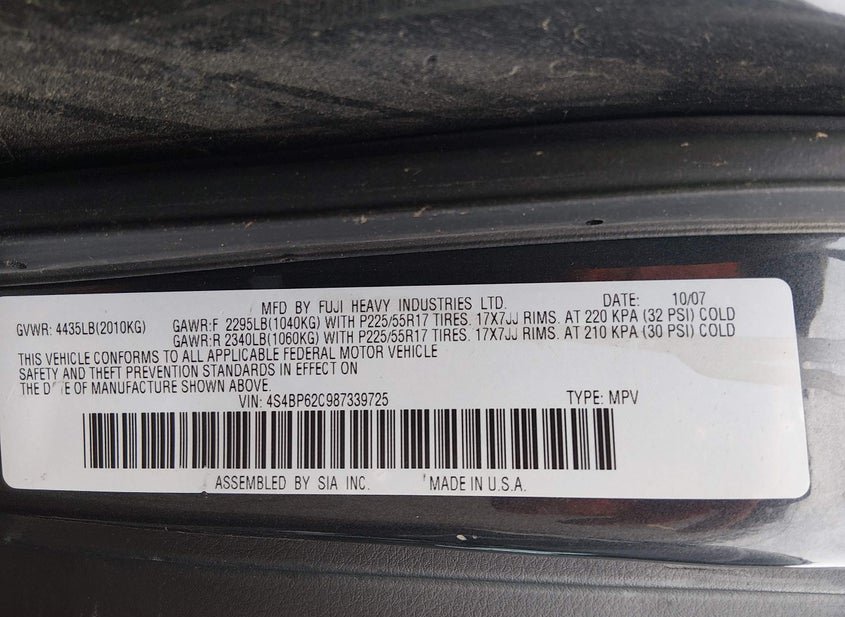 MFD BY FUJI HEAVY INDUSTRIES LTD. DATE: 10/07
GVWR: 4435LB(2010KG) GAWR:F 2295LB(1040KG) WITH P225/55R17 TIRES. 17X7JJ RIMS. AT 220 KPA (32 PSI) COLD
GAWR:R 2340LB(1060KG) WITH P225/55R17 TIRES. 17X7JJ RIMS. AT 210 KPA (30 PSI) COLD
THIS VEHICLE CONFORMS TO ALL APPLICABLE FEDERAL MOTOR VEHICLE
SAFETY AND THEFT PREVENTION STANDARDS IN EFFECT ON
THE D TE OF MANUFACTURE SHOWN ABOVE.
VIN: 4S4BP62C987339725 TYPE: MPV
ASSEMBLED BY SIA INC. MADE IN U.S.A.